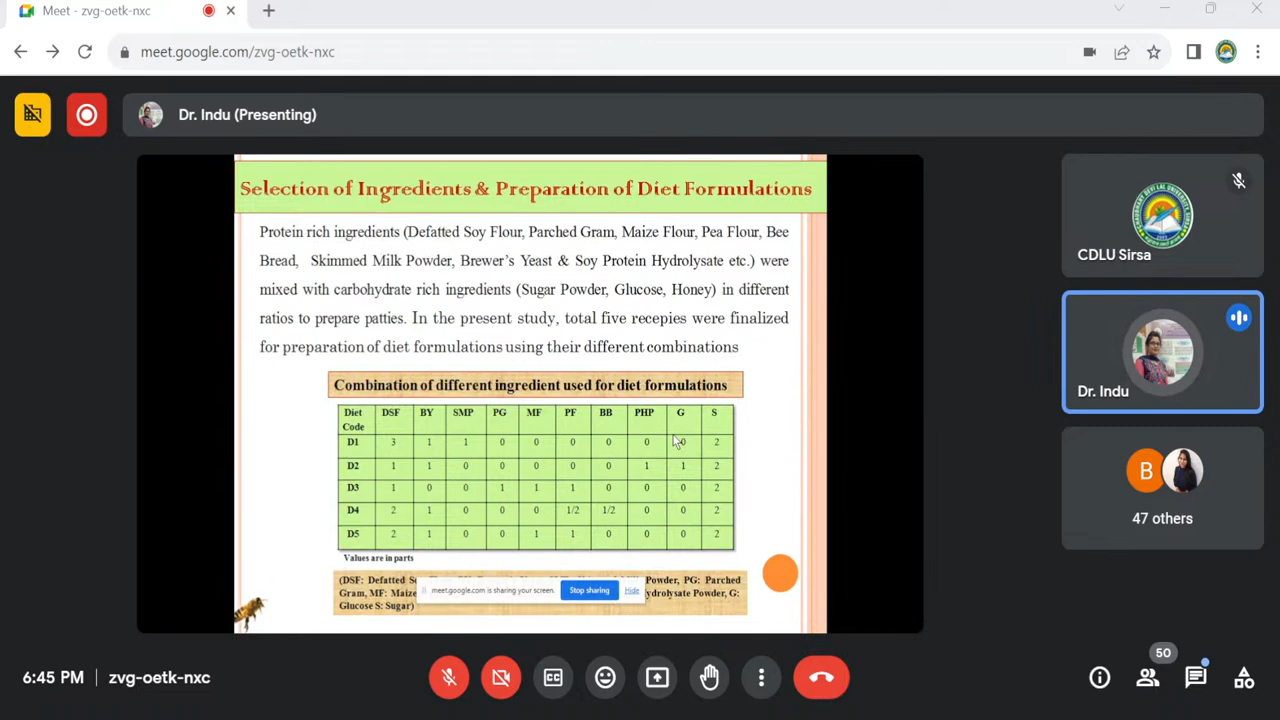 Meet - zvg-oetk-nxc
meet.google.com/zvg-oetk-nxc
Dr. Indu (Presenting)
Selection of Ingredients & Preparation of Diet Formulations
Protein rich ingredients (Defatted Soy Flour, Parched Gram, Maize Flour, Pea Flour, Bee
Bread, Skimmed Milk Powder, Brewer's Yeast & Soy Protein Hydrolysate etc.) were
mixed with carbohydrate rich ingredients (Sugar Powder, Glucose, Honey) in different
ratios to prepare patties. In the present study, total five recepies were finalized
for preparation of diet formulations using their different combinations
Combination of different ingredient used for diet formulations
Diet Code DSF BY SMP PG MF PF BB PHP G S
D1 3 1 1 0 0 0 0 0 0 2
D2 1 1 0 0 0 0 0 1 1 2
D3 1 0 0 1 1 1 0 0 0 2
D4 2 1 0 0 0 1/2 1/2 0 0 2
D5 2 1 0 0 1 1 0 0 0 2
Values are in parts
(DSF: Defatted Powder, PG: Parched
Gram, MF: Maize Powder, G:
Glucose S: Sugar)
meet.google.com is sharing your screen. Stop sharing Hide
CHAUDHARY DEVI LAL UNIVERSITY
CDLU Sirsa
Dr. Indu
B
47 others
6:45 PM | zvg-oetk-nxc
CC
50